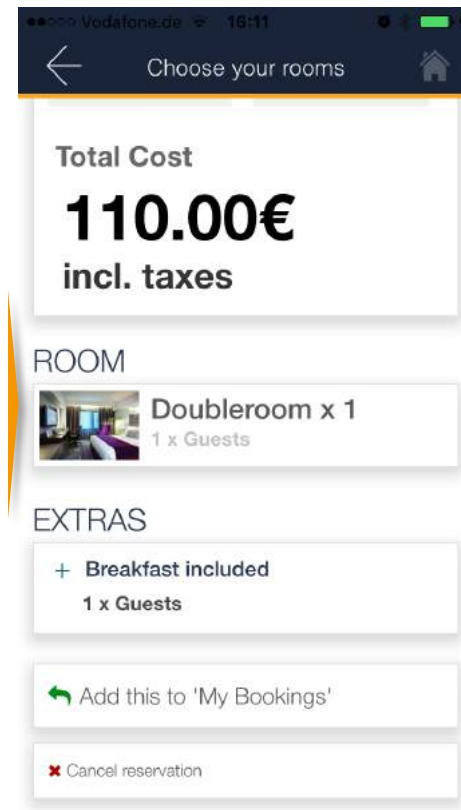 Vodafone.de 16:11
Choose your rooms
Total Cost
110.00€
incl. taxes
ROOM
Doubleroom x 1
1 x Guests
EXTRAS
+ Breakfast included
1 x Guests
Add this to 'My Bookings'
Cancel reservation